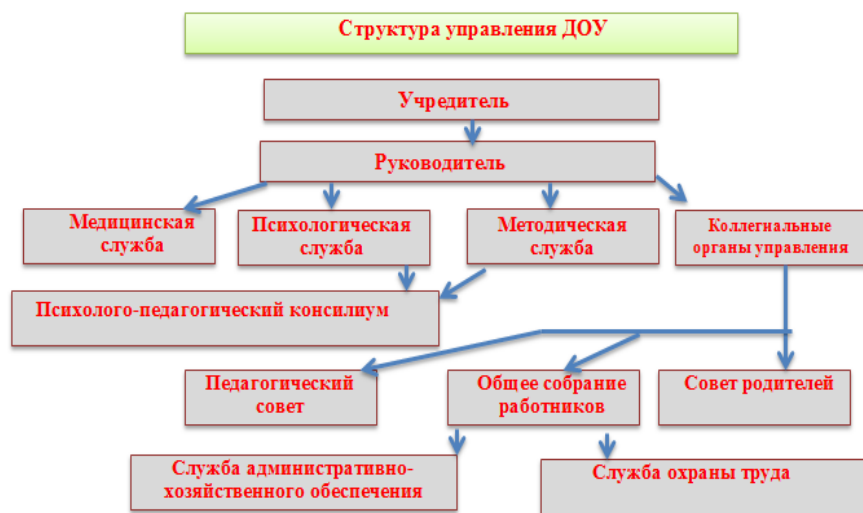 Структура управления ДОУ
Учредитель
Руководитель
Медицинская
служба
Психологическая
служба
Методическая
служба
Коллегиальные
органы управления
Психолого-педагогический консилиум
Педагогический
совет
Общее собрание
работников
Совет родителей
Служба административно-
хозяйственного обеспечения
Служба охраны труда